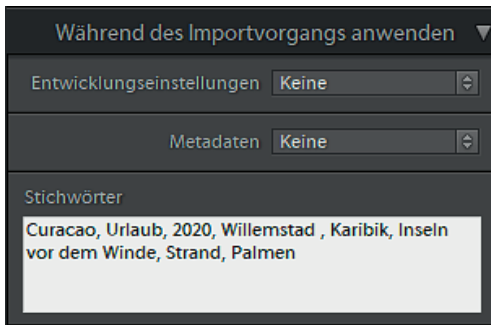 Während des Importvorgangs anwenden
Entwicklungseinstellungen Keine
Metadaten Keine
Stichwörter
Curacao, Urlaub, 2020, Willemstad , Karibik, Inseln
vor dem Winde, Strand, Palmen